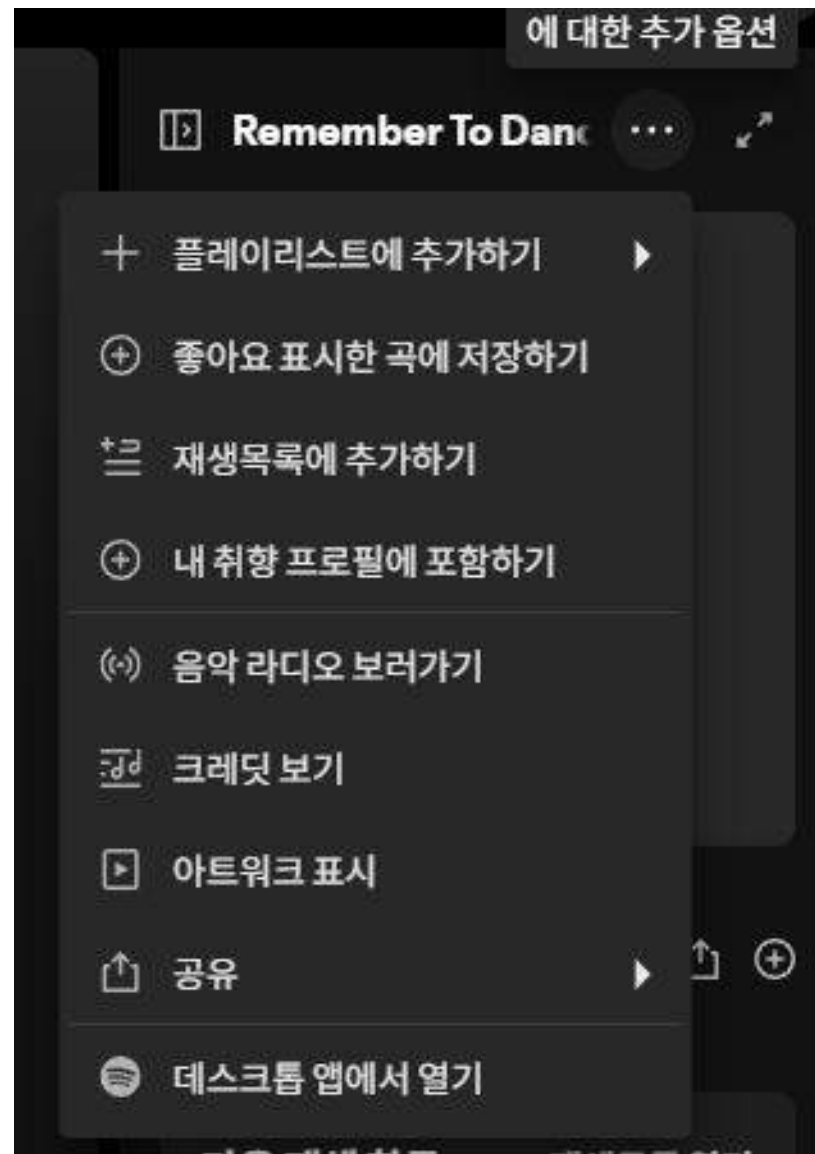 에 대한 추가 옵션
Remember To Danc
플레이리스트에 추가하기
좋아요 표시한 곡에 저장하기
재생목록에 추가하기
내 취향 프로필에 포함하기
음악 라디오 보러가기
크레딧 보기
아트워크 표시
공유
데스크톱 앱에서 열기